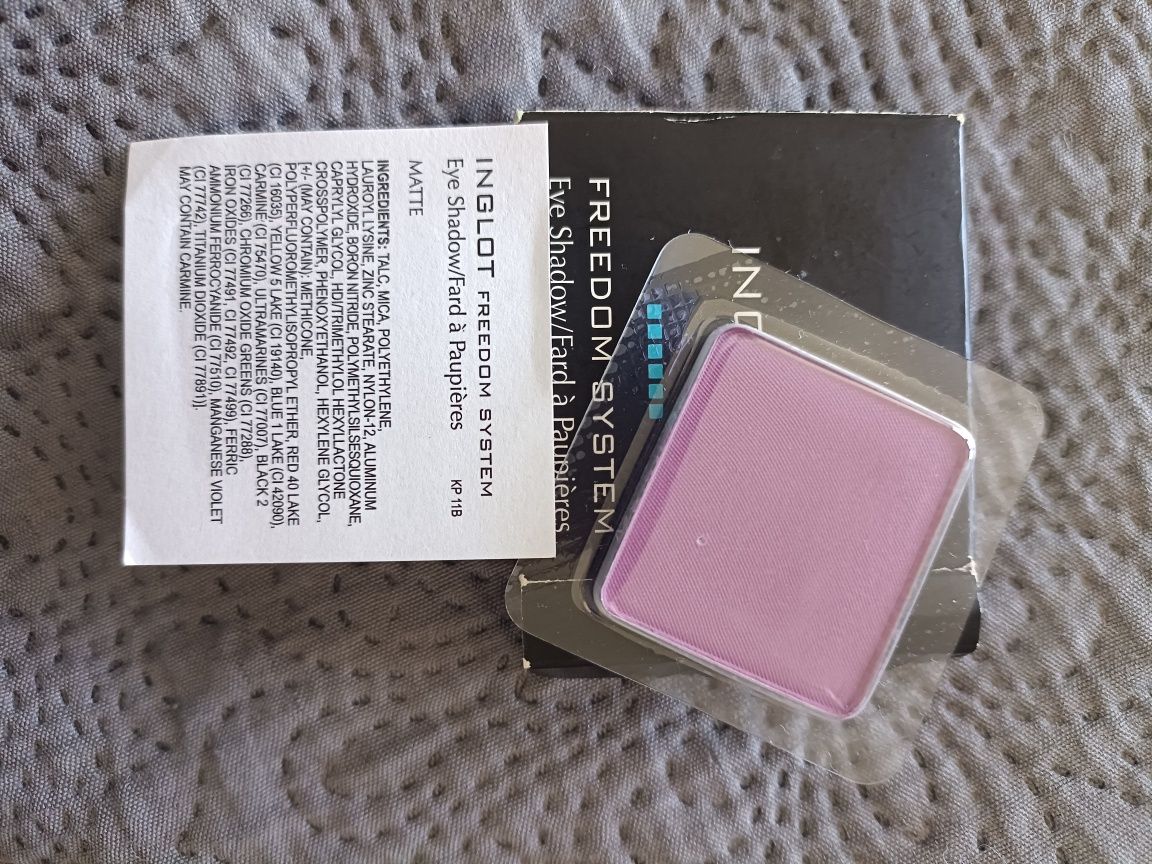 INGLOT FREEDOM SYSTEM
Eye Shadow/Fard à Paupières KP 11B
MATTE
INGREDIENTS: TALC, MICA, POLYETHYLENE,
LAUROYL LYSINE, ZINC STEARATE, NYLON-12, ALUMINUM
HYDROXIDE, BORON NITRIDE, POLYMETHYLSILSESQUIOXANE,
CAPRYLYL GLYCOL, HDI/TRIMETHYLOL HEXYLLACTONE
CROSSPOLYMER, PHENOXYETHANOL, HEXYLENE GLYCOL,
[+/- (MAY CONTAIN): METHICONE,
POLYPERFLUOROMETHYLISOPROPYL ETHER, RED 40 LAKE
(CI 16035), YELLOW 5 LAKE (CI 19140), BLUE 1 LAKE (CI 42090),
CARMINE (CI 75470), ULTRAMARINES (CI 77007), BLACK 2
(CI 77266), CHROMIUM OXIDE GREENS (CI 77288),
IRON OXIDES (CI 77491, CI 77492, CI 77499), FERRIC
AMMONIUM FERROCYANIDE (CI 77510), MANGANESE VIOLET
(CI 77742), TITANIUM DIOXIDE (CI 77891)].
MAY CONTAIN CARMINE.
ING
FREEDOM SYSTEM
Eye Shadow/Fard à Paupières